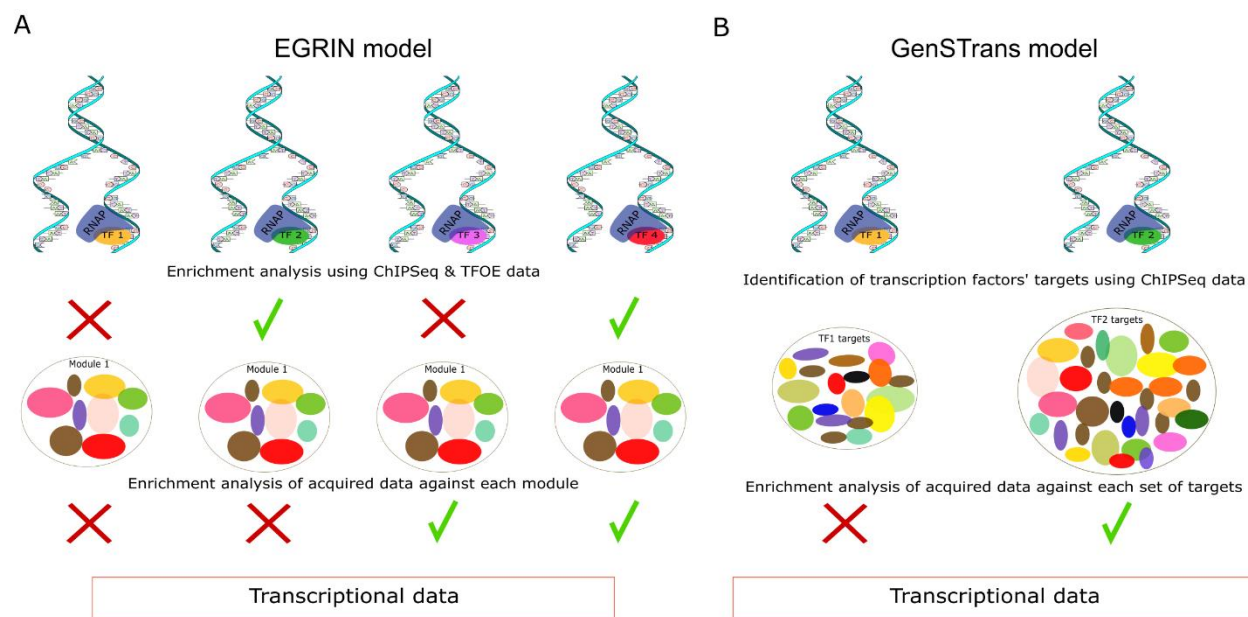 A
EGRIN model
RNAP
TF 1
RNAP
TF 2
RNAP
TF 3
RNAP
TF 4
Enrichment analysis using ChIPSeq & TFOE data
Module 1
Module 1
Module 1
Module 1
Enrichment analysis of acquired data against each module
Transcriptional data
B
GenSTrans model
RNAP
TF 1
RNAP
TF 2
Identification of transcription factors' targets using ChIPSeq data
TF1 targets
TF2 targets
Enrichment analysis of acquired data against each set of targets
Transcriptional data